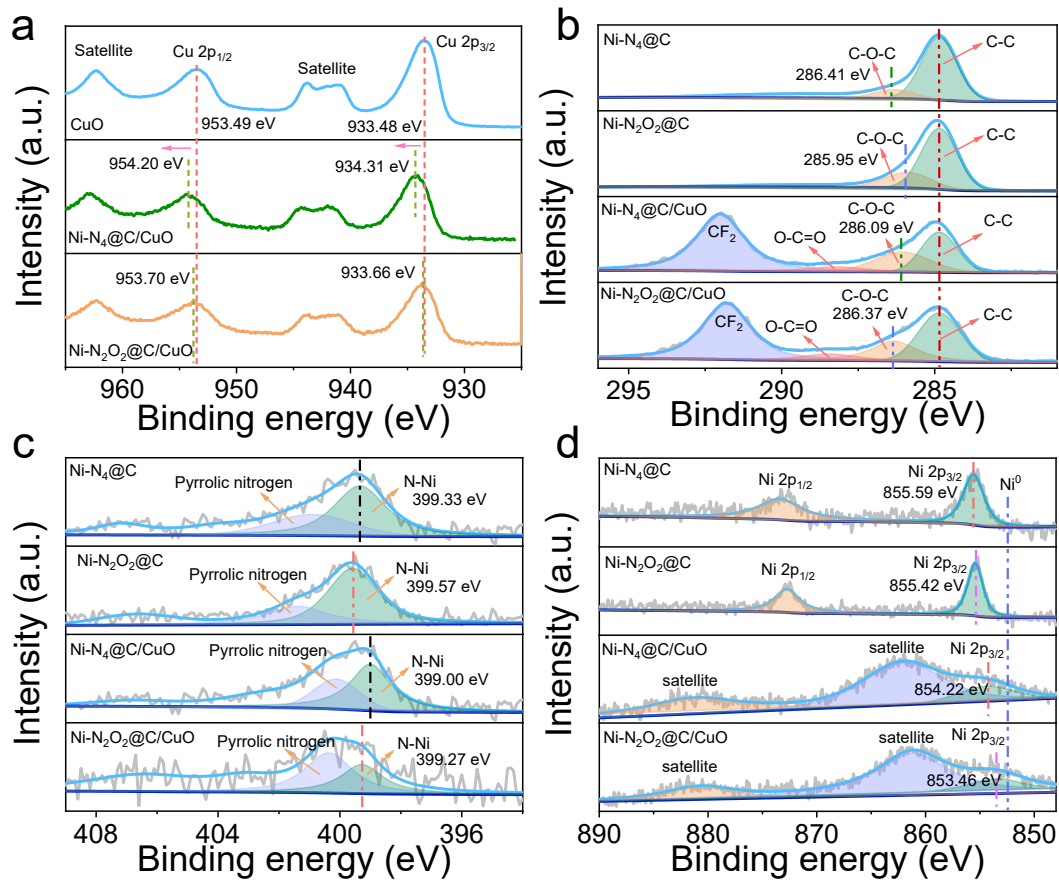 a
Satellite
Cu 2p1/2
Satellite
Cu 2p3/2
CuO
953.49 eV
933.48 eV
954.20 eV
934.31 eV
Ni-N4@C/CuO
953.70 eV
933.66 eV
Ni-N2O2@C/CuO
960
950
940
930
Binding energy (eV)
Intensity (a.u.)
b
Ni-N4@C
C-O-C
286.41 eV
C-C
Ni-N2O2@C
C-O-C
285.95 eV
C-C
Ni-N4@C/CuO
CF2
O-C=O
C-O-C
286.09 eV
C-C
Ni-N2O2@C/CuO
CF2
O-C=O
C-O-C
286.37 eV
C-C
295
290
285
Binding energy (eV)
Intensity (a.u.)
c
Ni-N4@C
Pyrrolic nitrogen
N-Ni
399.33 eV
Ni-N2O2@C
Pyrrolic nitrogen
N-Ni
399.57 eV
Ni-N4@C/CuO
Pyrrolic nitrogen
N-Ni
399.00 eV
Ni-N2O2@C/CuO
Pyrrolic nitrogen
N-Ni
399.27 eV
408
404
400
396
Binding energy (eV)
Intensity (a.u.)
d
Ni-N4@C
Ni 2p1/2
Ni 2p3/2
855.59 eV
Ni0
Ni-N2O2@C
Ni 2p1/2
Ni 2p3/2
855.42 eV
Ni-N4@C/CuO
satellite
satellite
Ni 2p3/2
854.22 eV
Ni-N2O2@C/CuO
satellite
satellite
Ni 2p3/2
853.46 eV
890
880
870
860
850
Binding energy (eV)
Intensity (a.u.)